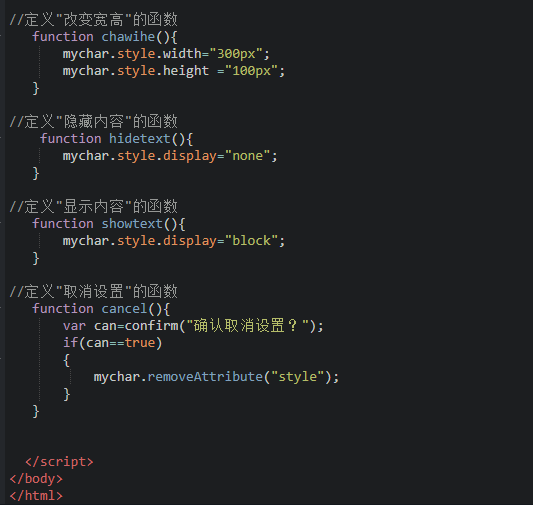 //定义"改变宽高"的函数
function chawihe(){
mychar.style.width="300px";
mychar.style.height ="100px";
}
//定义"隐藏内容"的函数
function hidetext(){
mychar.style.display="none";
}
//定义"显示内容"的函数
function showtext(){
mychar.style.display="block";
}
//定义"取消设置"的函数
function cancel(){
var can=confirm("确认取消设置？");
if(can==true)
{
mychar.removeAttribute("style");
}
}
</script>
</body>
</html>